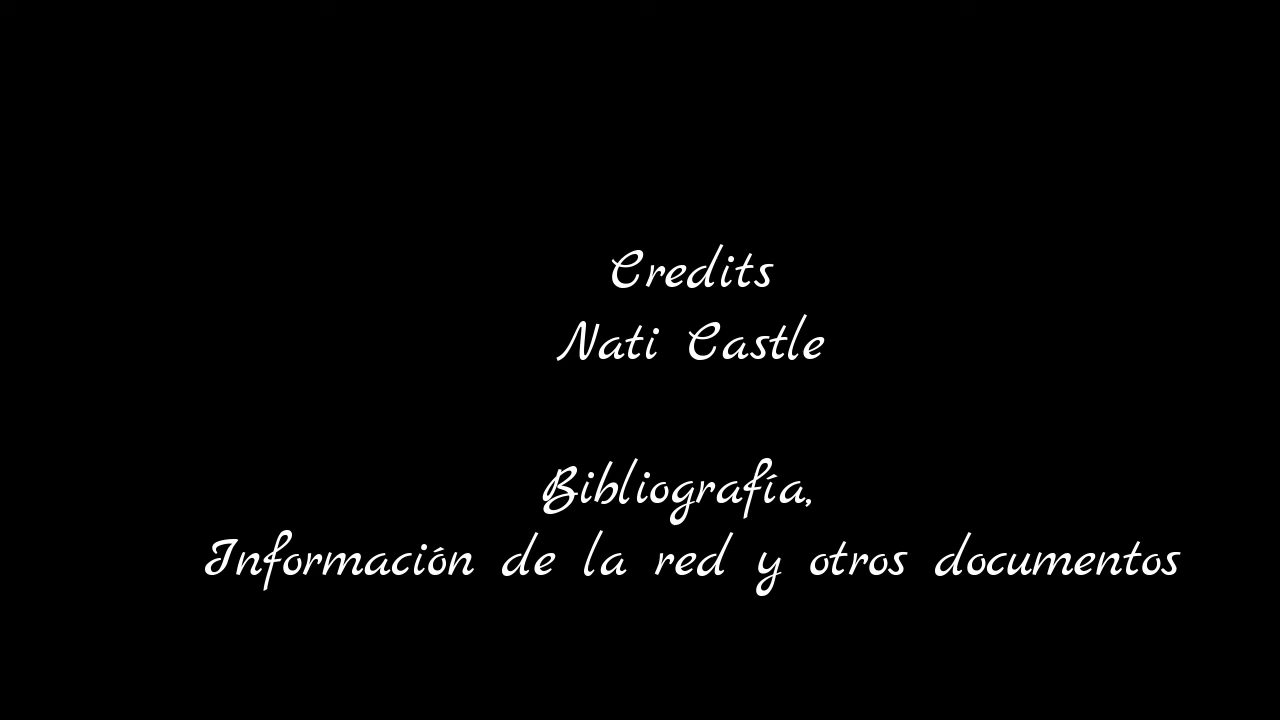 Credits
Nati Castle
Bibliografía,
Información de la red y otros documentos